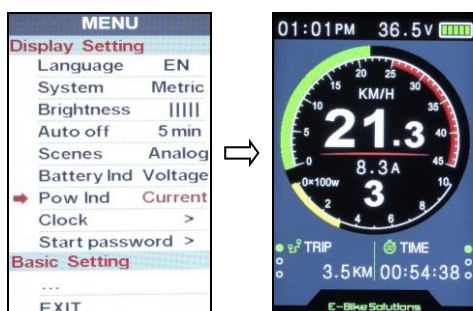 MENU
Display Setting
Language EN
System Metric
Brightness |||||
Auto off 5 min
Scenes Analog
Battery Ind Voltage
Pow Ind Current
Clock >
Start password >
Basic Setting
...
EXIT
01:01PM 36.5V
0 5 10 15 20 25 30 35 40 45
KM/H
21.3
8.3A
0×100w 2 4 6 8 10
3
TRIP TIME
3.5KM 00:54:38
E-Bike Solutions